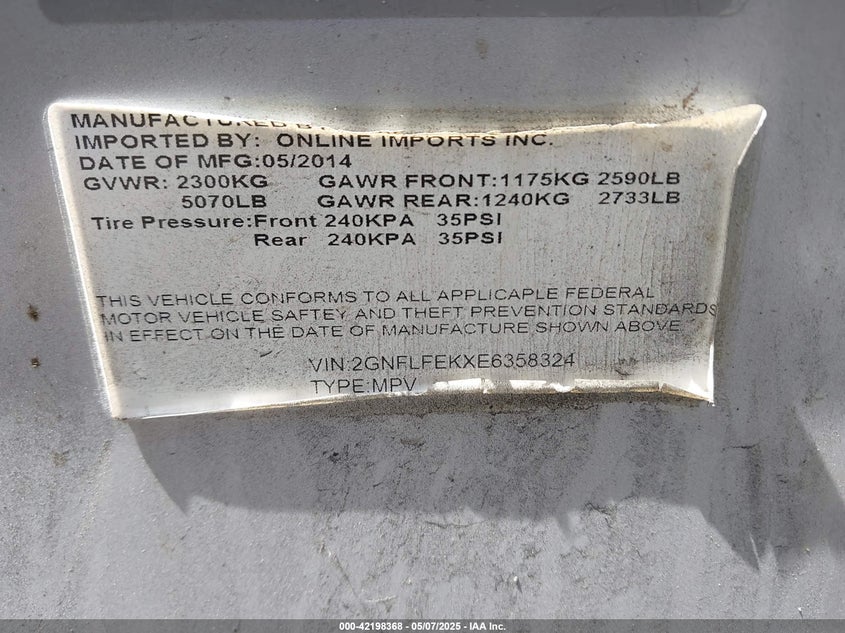 MANUFACTURED BY
IMPORTED BY: ONLINE IMPORTS INC.
DATE OF MFG:05/2014
GVWR: 2300KG GAWR FRONT:1175KG 2590LB
5070LB GAWR REAR:1240KG 2733LB
Tire Pressure:Front 240KPA 35PSI
Rear 240KPA 35PSI
THIS VEHICLE CONFORMS TO ALL APPLICAPLE FEDERAL
MOTOR VEHICLE SAFTEY AND THEFT PREVENTION STANDARDS
IN EFFECT ON THE DATE OF MANUFACTURE SHOWN ABOVE
VIN:2GNFLFEKXE6358324
TYPE:MPV
000-42198368 - 05/07/2025 - IAA Inc.